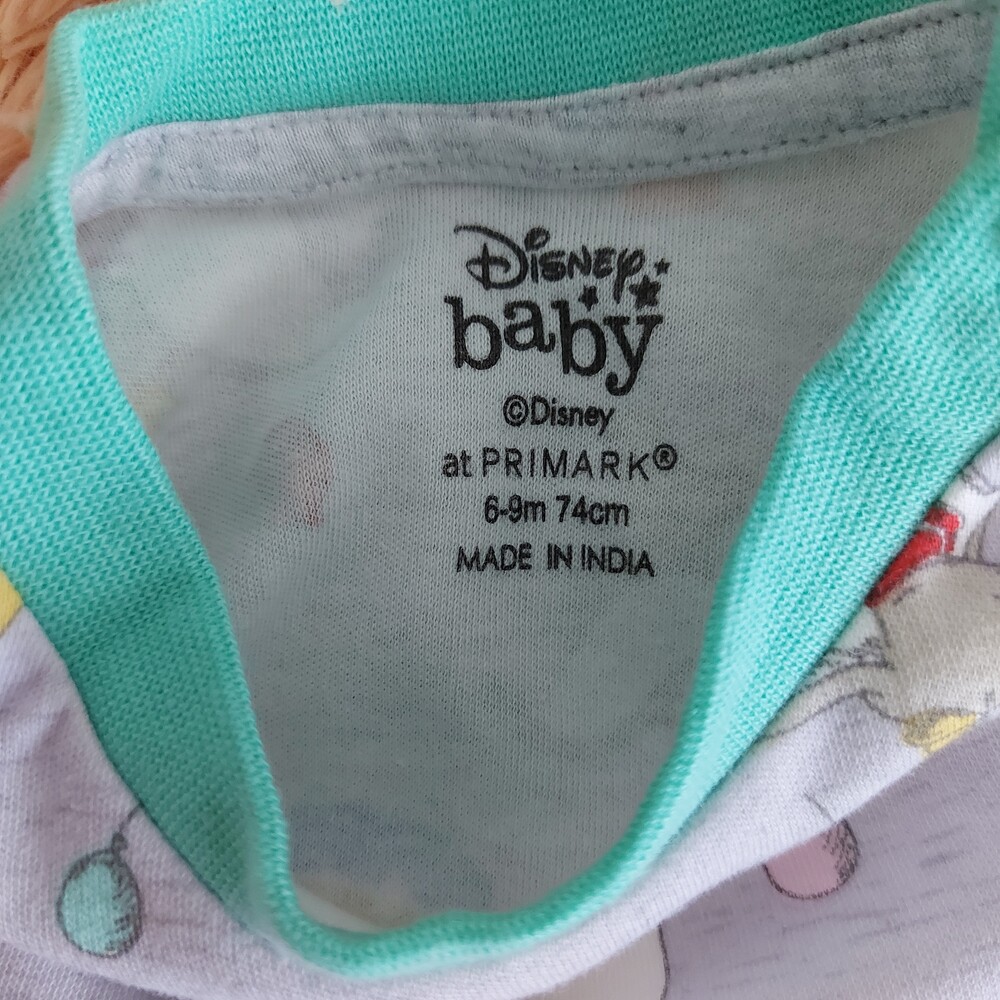 Disney
baby
©Disney
at PRIMARK®
6-9m 74cm
MADE IN INDIA